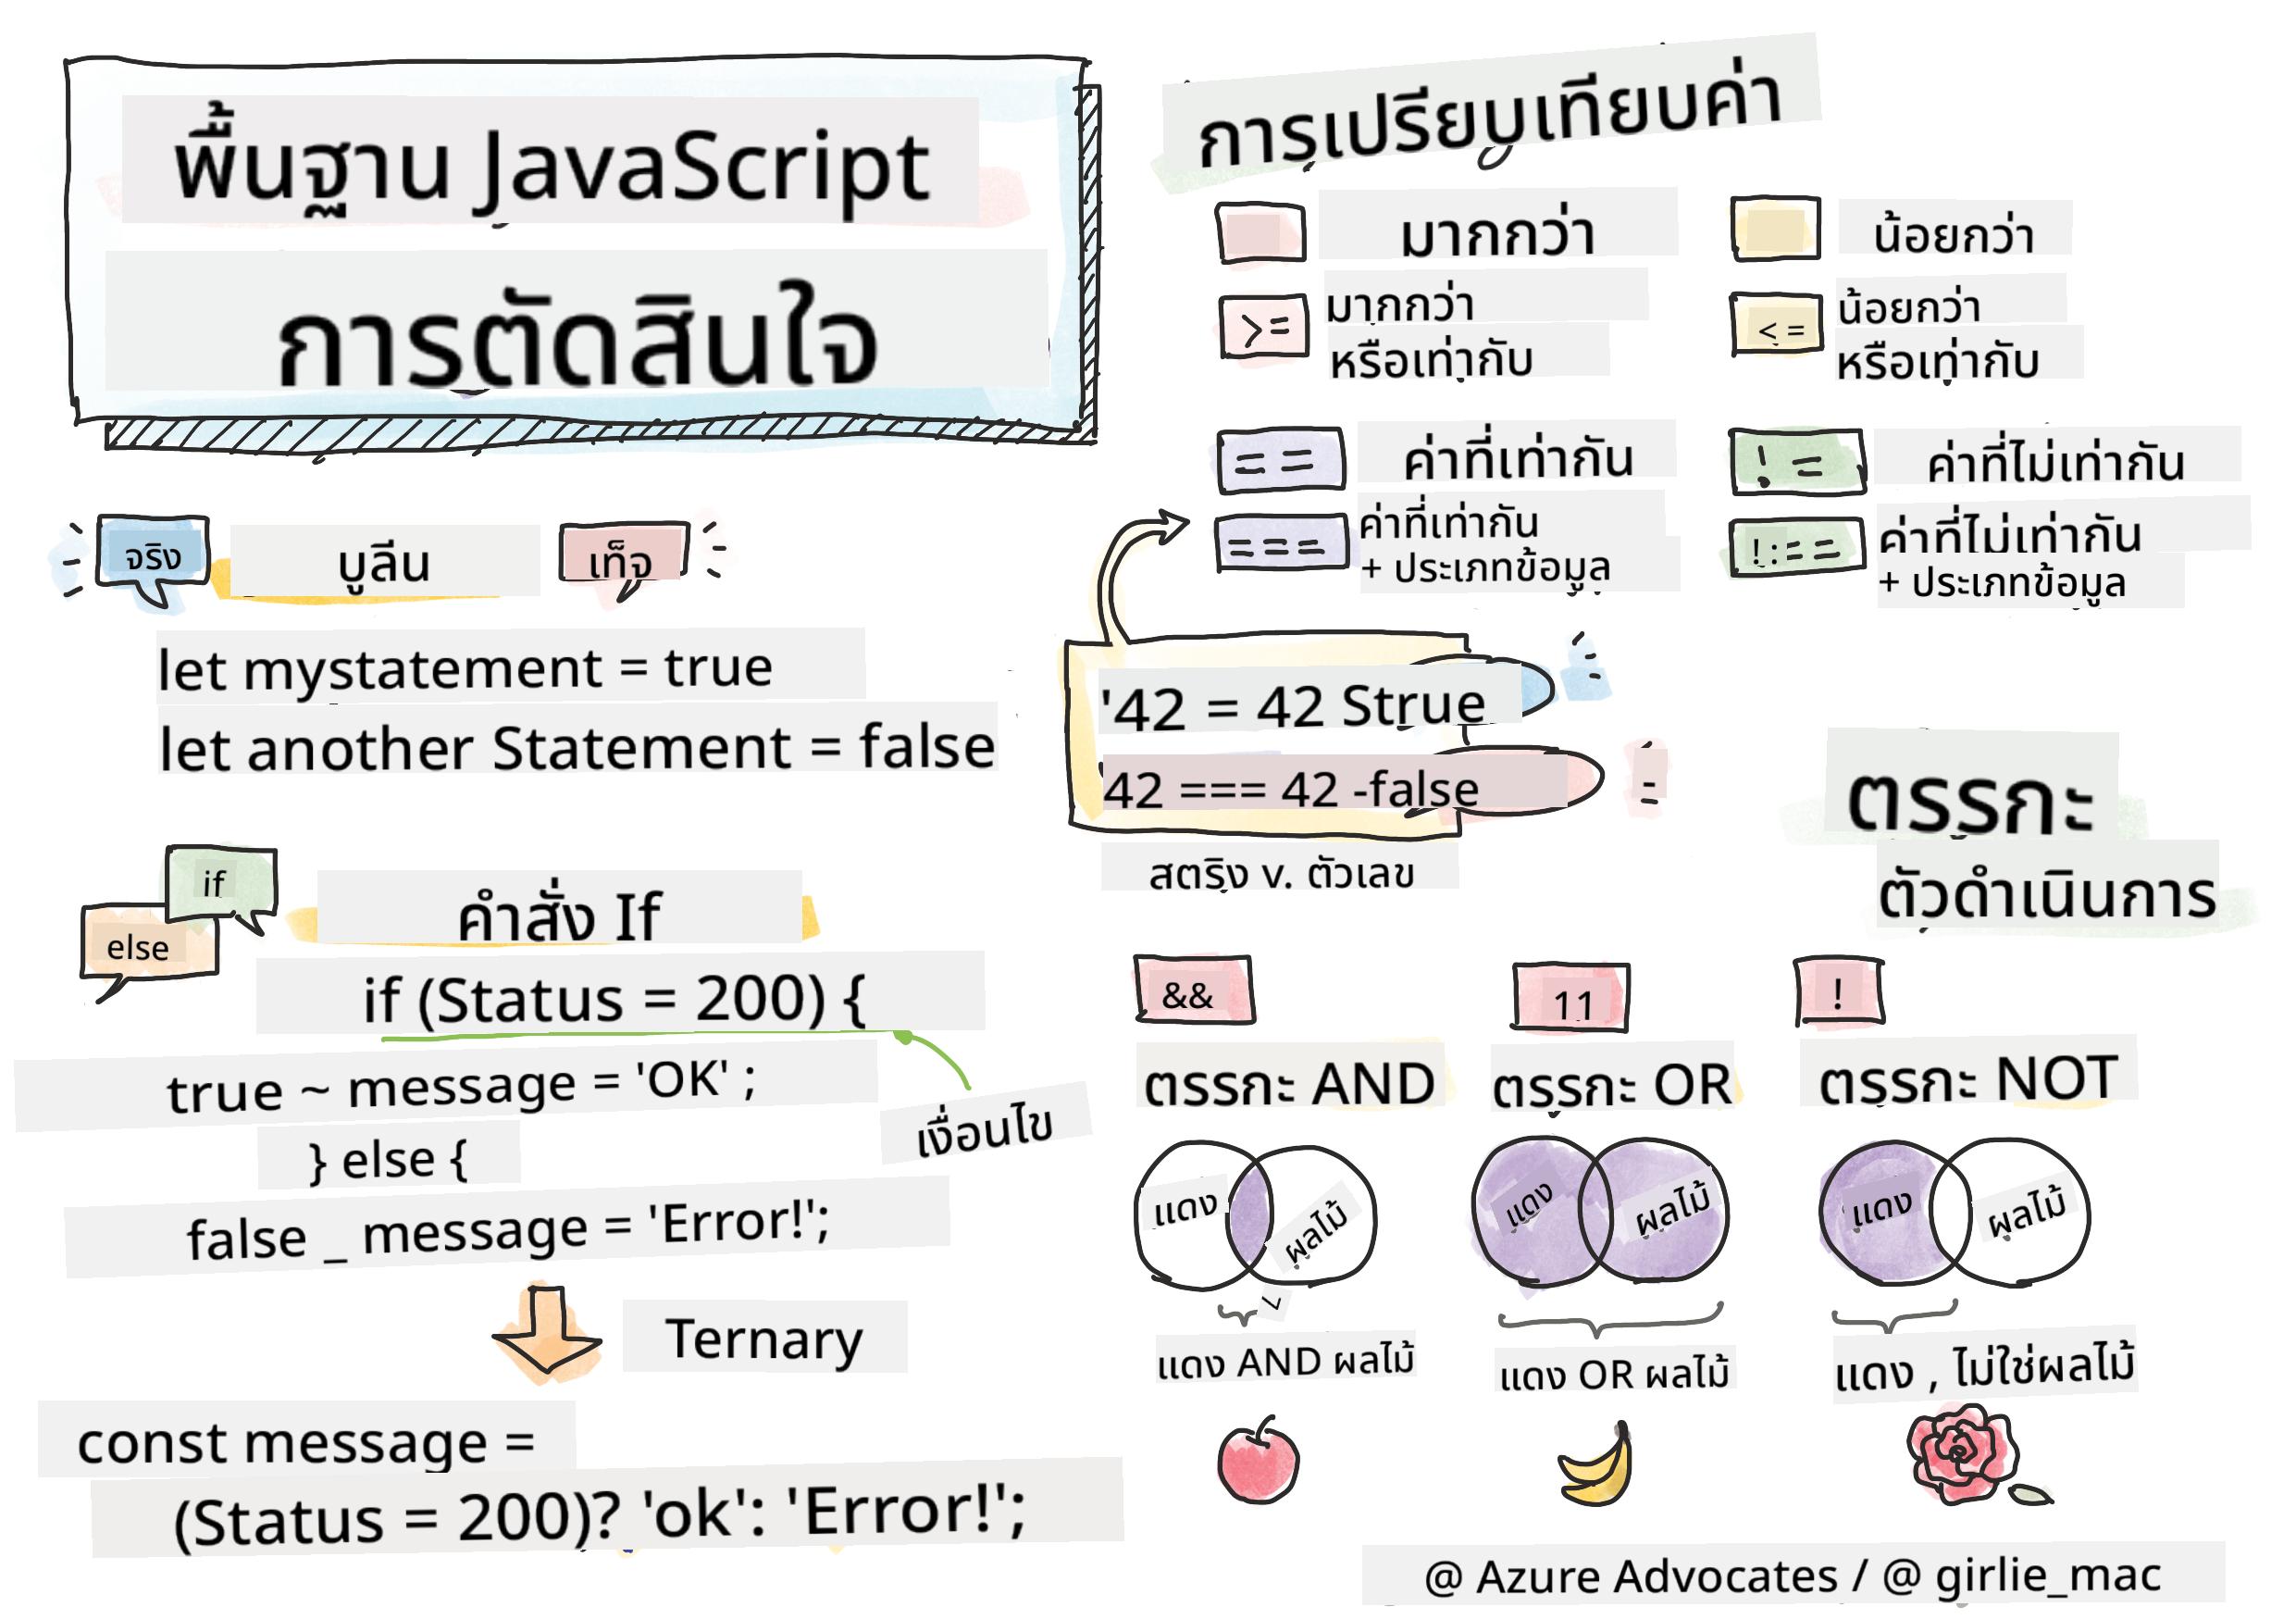 พื้นฐาน JavaScript
การตัดสินใจ
จริง
บูลีน
เท็จ
let mystatement = true
let another Statement = false
if
else
คำสั่ง If
if (Status = 200) {
true ~ message = 'OK' ;
} else {
false _ message = 'Error!';
เงื่อนไข
Ternary
const message =
(Status = 200)? 'ok': 'Error!';
การเปรียบเทียบค่า
มากกว่า
น้อยกว่า
>=
มากกว่า
หรือเท่ากับ
<=
น้อยกว่า
หรือเท่ากับ
==
ค่าที่เท่ากัน
!=
ค่าที่ไม่เท่ากัน
===
ค่าที่เท่ากัน
+ ประเภทข้อมูล
!:==
ค่าที่ไม่เท่ากัน
+ ประเภทข้อมูล
'42 = 42 Strue
42 === 42 -false
สตริง v. ตัวเลข
ตรรกะ
ตัวดำเนินการ
&&
11
!
ตรรกะ AND
ตรรกะ OR
ตรรกะ NOT
แดง
ผลไม้
แดง
ผลไม้
แดง
ผลไม้
แดง AND ผลไม้
แดง OR ผลไม้
แดง , ไม่ใช่ผลไม้
@ Azure Advocates / @ girlie_mac